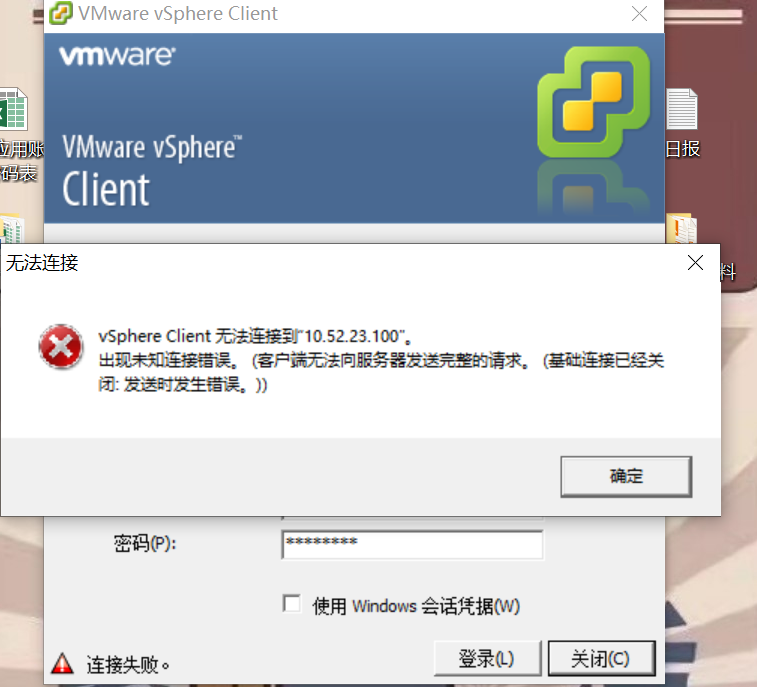 VMware vSphere Client
vmware
应用账
码表
VMware vSphere™
Client
日报
无法连接
料
vSphere Client 无法连接到"10.52.23.100"。
出现未知连接错误。 (客户端无法向服务器发送完整的请求。 (基础连接已经关
闭: 发送时发生错误。))
确定
密码(P):
********
使用 Windows 会话凭据(W)
连接失败。
登录(L)
关闭(C)